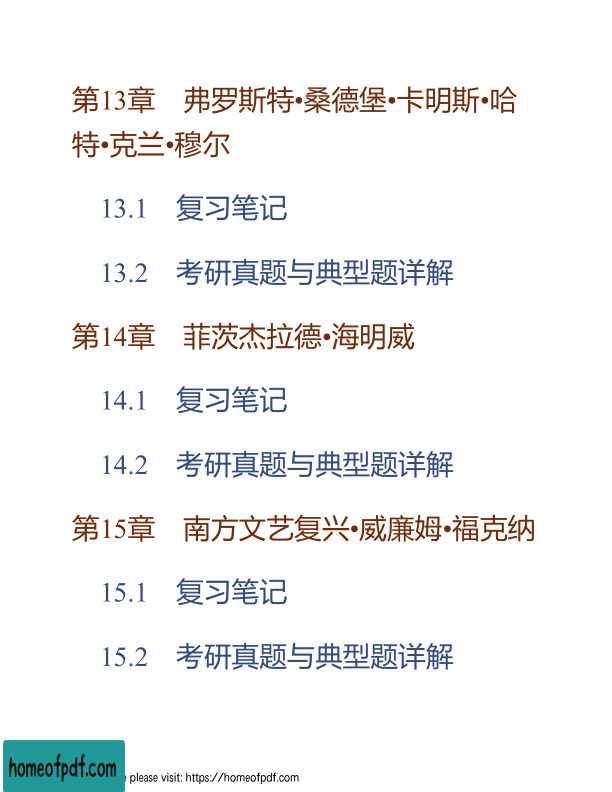 第13章 弗罗斯特•桑德堡•卡明斯•哈
特•克兰•穆尔
13.1 复习笔记
13.2 考研真题与典型题详解
第14章 菲茨杰拉德•海明威
14.1 复习笔记
14.2 考研真题与典型题详解
第15章 南方文艺复兴•威廉姆•福克纳
15.1 复习笔记
15.2 考研真题与典型题详解
homeofpdf.com
please visit: https://homeofpdf.com